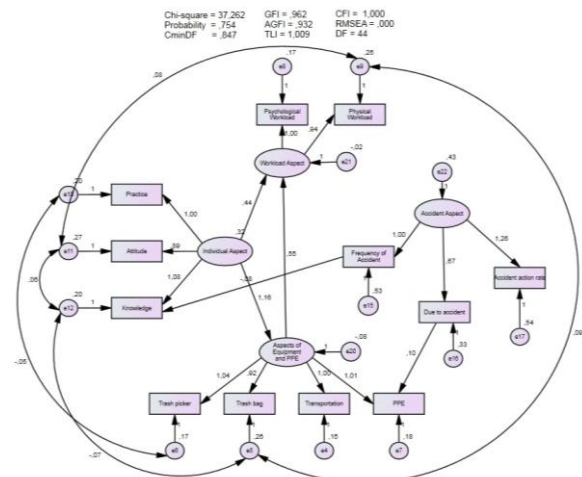 Chi-square = 37,262 GFI = ,962 CFI = 1,000
Probability = ,754 AGFI = ,932 RMSEA = ,000
CminDF = ,847 TLI = 1,009 DF = 44
,17
,26
e8
e9
,08
1
1
Psychological
Workload
Physical
Workload
1,00
,94
-,02
Workload Aspect
1
e21
,43
e22
,20
e10
1
Practice
,44
1
Accident Aspect
1,00
,27
,32
e11
1
Attitude
,89
Individual Aspect
1,00
1,26
,55
Frequency of
Accident
,67
Accident action rate
,06
,20
1,08
-,08
e12
1
Knowledge
1,16
,53
1
e15
Due to accident
,54
e17
,09
-,08
Aspects of
Equipment
and PPE
1
e20
1
,33
e16
,10
-,05
1,04
,92
1,00
1,01
Trash picker
Trash bag
Transportation
PPE
-,07
,17
,26
,15
,18
e4
e7